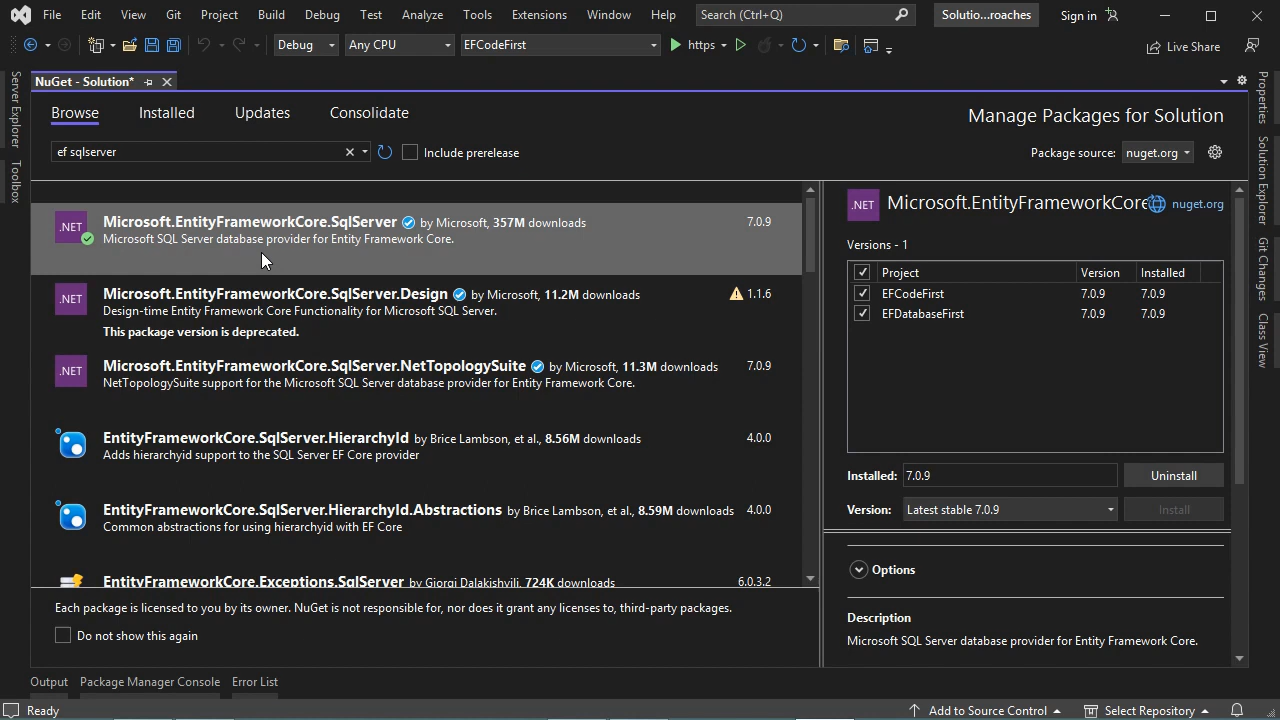 File Edit View Git Project Build Debug Test Analyze Tools Extensions Window Help Search (Ctrl+Q) Solutio...roaches Sign in
Debug Any CPU EFCodeFirst https Live Share
NuGet - Solution*
Server Explorer
Toolbox
Browse Installed Updates Consolidate
Manage Packages for Solution
ef sqlserver Include prerelease
Package source: nuget.org
.NET Microsoft.EntityFrameworkCore.SqlServer by Microsoft, 357M downloads 7.0.9
Microsoft SQL Server database provider for Entity Framework Core.
.NET Microsoft.EntityFrameworkCore.SqlServer.Design by Microsoft, 11.2M downloads 1.1.6
Design-time Entity Framework Core Functionality for Microsoft SQL Server.
This package version is deprecated.
.NET Microsoft.EntityFrameworkCore.SqlServer.NetTopologySuite by Microsoft, 11.3M downloads 7.0.9
NetTopologySuite support for the Microsoft SQL Server database provider for Entity Framework Core.
EntityFrameworkCore.SqlServer.HierarchyId by Brice Lambson, et al., 8.56M downloads 4.0.0
Adds hierarchyid support to the SQL Server EF Core provider
EntityFrameworkCore.SqlServer.HierarchyId.Abstractions by Brice Lambson, et al., 8.59M downloads 4.0.0
Common abstractions for using hierarchyid with EF Core
EntityFrameworkCore.Exceptions.SqlServer by Giorgi Dalakishvili, 724K downloads 6.0.3.2
Each package is licensed to you by its owner. NuGet is not responsible for, nor does it grant any licenses to, third-party packages.
Do not show this again
.NET Microsoft.EntityFrameworkCore nuget.org
Versions - 1
Project Version Installed
EFCodeFirst 7.0.9 7.0.9
EFDatabaseFirst 7.0.9 7.0.9
Installed: 7.0.9 Uninstall
Version: Latest stable 7.0.9 Install
Options
Description
Microsoft SQL Server database provider for Entity Framework Core.
Properties
Solution Explorer
Git Changes
Class View
Output Package Manager Console Error List
Ready Add to Source Control Select Repository